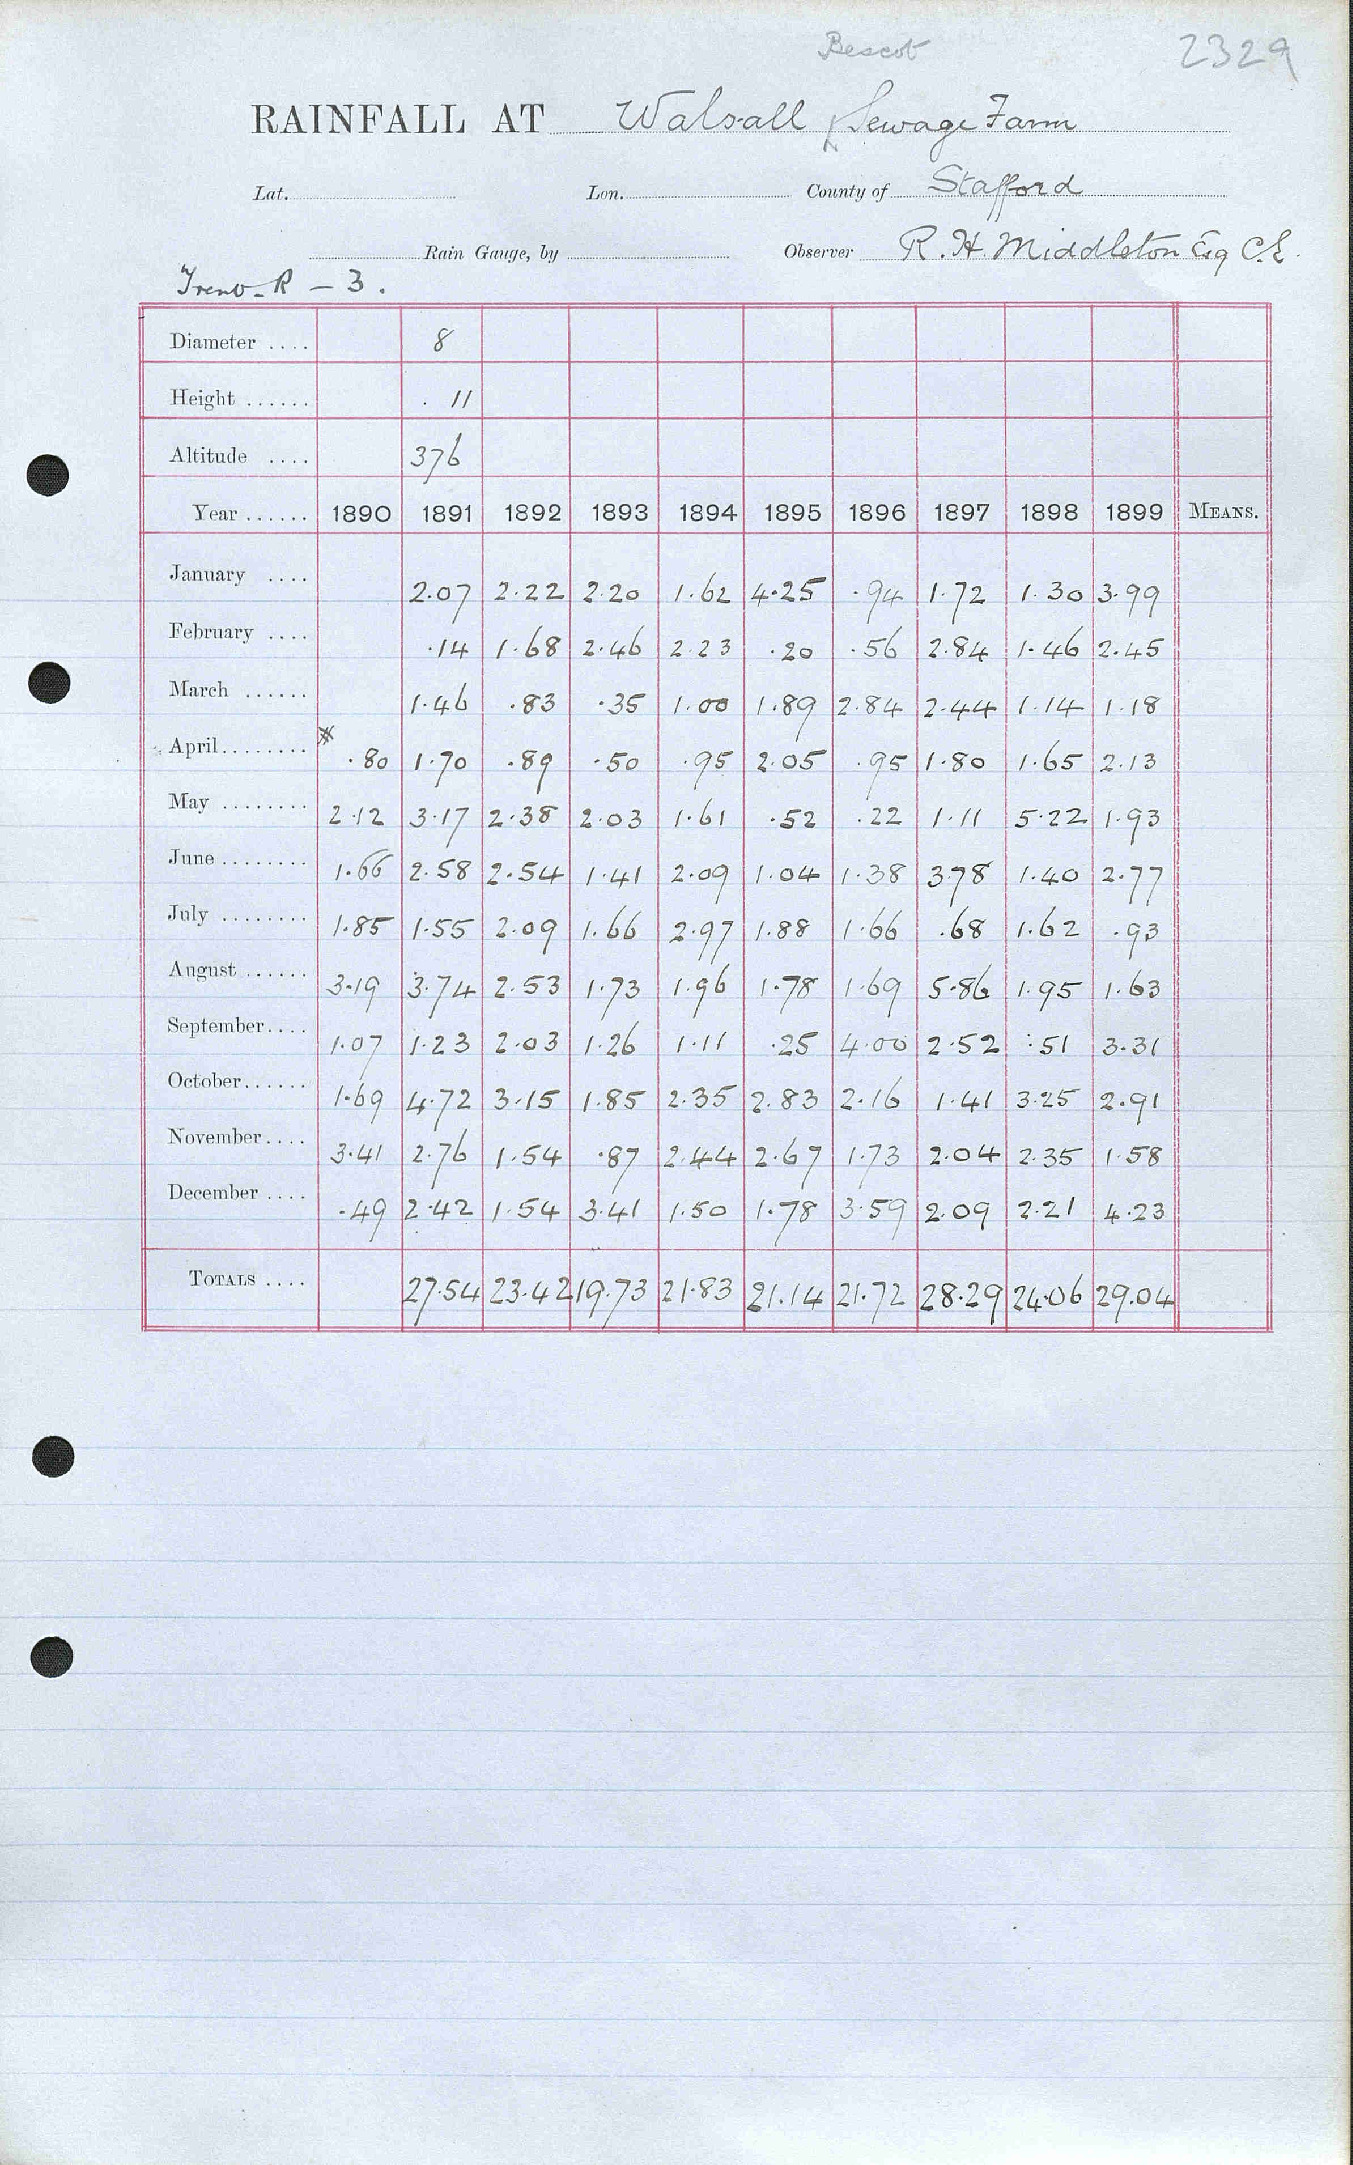 Bescot 2329
RAINFALL AT Walsall Sewage Farm
Lat. Lon. County of Stafford
Rain Gauge, by Observer R. H. Middleton Esq C.E.
Trent-R - 3.
Diameter .... 8
Height ...... . 11
Altitude .... 376
Year ...... 1890 1891 1892 1893 1894 1895 1896 1897 1898 1899 MEANS.
January .... 2.07 2.22 2.20 1.62 4.25 .94 1.72 1.30 3.99
February .... .14 1.68 2.46 2.23 .20 .56 2.84 1.46 2.45
March ...... 1.46 .83 .35 1.00 1.89 2.84 2.44 1.14 1.18
April ........ * .80 1.70 .89 .50 .95 2.05 .95 1.80 1.65 2.13
May ........ 2.12 3.17 2.38 2.03 1.61 .52 .22 1.11 5.22 1.93
June ........ 1.66 2.58 2.54 1.41 2.09 1.04 1.38 3.78 1.40 2.77
July ........ 1.85 1.55 2.09 1.66 2.97 1.88 1.66 .68 1.62 .93
August ...... 3.19 3.74 2.53 1.73 1.96 1.78 1.69 5.86 1.95 1.63
September .... 1.07 1.23 2.03 1.26 1.11 .25 4.00 2.52 .51 3.31
October ...... 1.69 4.72 3.15 1.85 2.35 2.83 2.16 1.41 3.25 2.91
November .... 3.41 2.76 1.54 .87 2.44 2.67 1.73 2.04 2.35 1.58
December .... .49 2.42 1.54 3.41 1.50 1.78 3.59 2.09 2.21 4.23
TOTALS .... 27.54 23.42 19.73 21.83 21.14 21.72 28.29 24.06 29.04